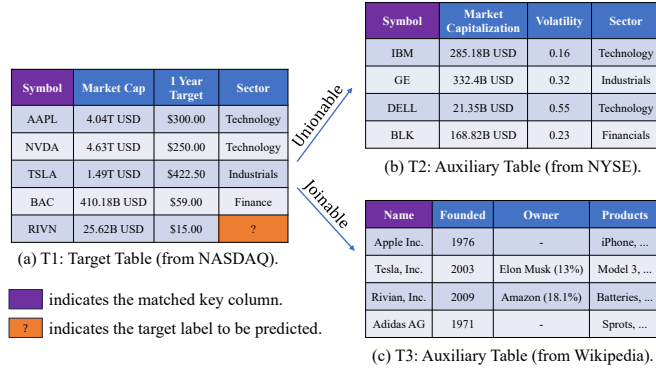 Symbol Market Cap 1 Year Target Sector
AAPL 4.04T USD $300.00 Technology
NVDA 4.63T USD $250.00 Technology
TSLA 1.49T USD $422.50 Industrials
BAC 410.18B USD $59.00 Finance
RIVN 25.62B USD $15.00 ?
(a) T1: Target Table (from NASDAQ).
indicates the matched key column.
? indicates the target label to be predicted.
Unionable
Joinable
Symbol Market Capitalization Volatility Sector
IBM 285.18B USD 0.16 Technology
GE 332.4B USD 0.32 Industrials
DELL 21.35B USD 0.55 Technology
BLK 168.82B USD 0.23 Financials
(b) T2: Auxiliary Table (from NYSE).
Name Founded Owner Products
Apple Inc. 1976 - iPhone, ...
Tesla, Inc. 2003 Elon Musk (13%) Model 3, ...
Rivian, Inc. 2009 Amazon (18.1%) Batteries, ...
Adidas AG 1971 - Sprots, ...
(c) T3: Auxiliary Table (from Wikipedia).